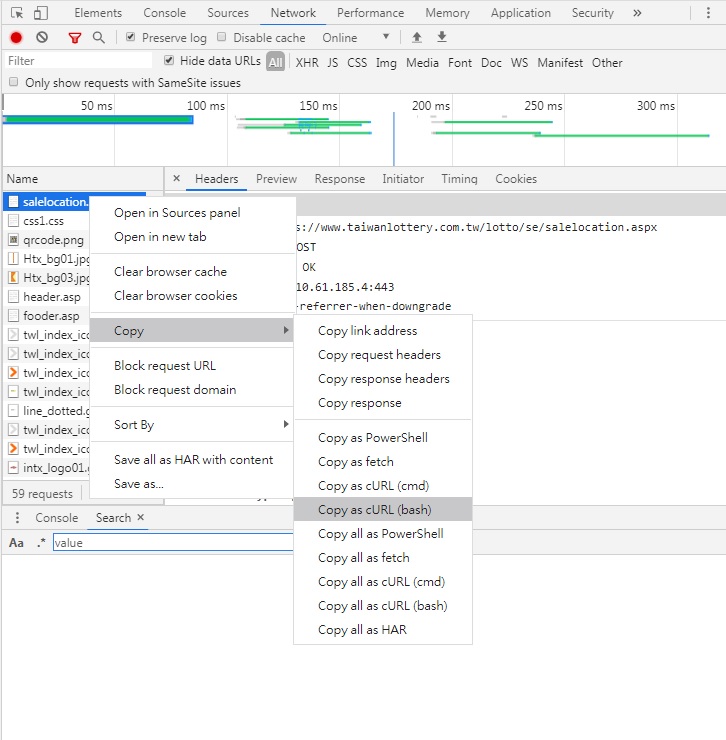 Elements Console Sources Network Performance Memory Application Security »
Preserve log Disable cache Online
Filter Hide data URLs All XHR JS CSS Img Media Font Doc WS Manifest Other
Only show requests with SameSite issues
50 ms 100 ms 150 ms 200 ms 250 ms 300 ms
Name × Headers Preview Response Initiator Timing Cookies
salelocation.
css1.css
qrcode.png
Htx_bg01.jpg
Htx_bg03.jpg
header.asp
fooder.asp
twl_index_ico
twl_index_ico
twl_index_ico
twl_index_ico
line_dotted.g
twl_index_ico
intx_logo01.g
59 requests
Open in Sources panel
Open in new tab
Clear browser cache
Clear browser cookies
Copy
Block request URL
Block request domain
Sort By
Save all as HAR with content
Save as...
s://www.taiwanlottery.com.tw/lotto/se/salelocation.aspx
OST
OK
10.61.185.4:443
-referrer-when-downgrade
Copy link address
Copy request headers
Copy response headers
Copy response
Copy as PowerShell
Copy as fetch
Copy as cURL (cmd)
Copy as cURL (bash)
Copy all as PowerShell
Copy all as fetch
Copy all as cURL (cmd)
Copy all as cURL (bash)
Copy all as HAR
Console Search ×
Aa .* value